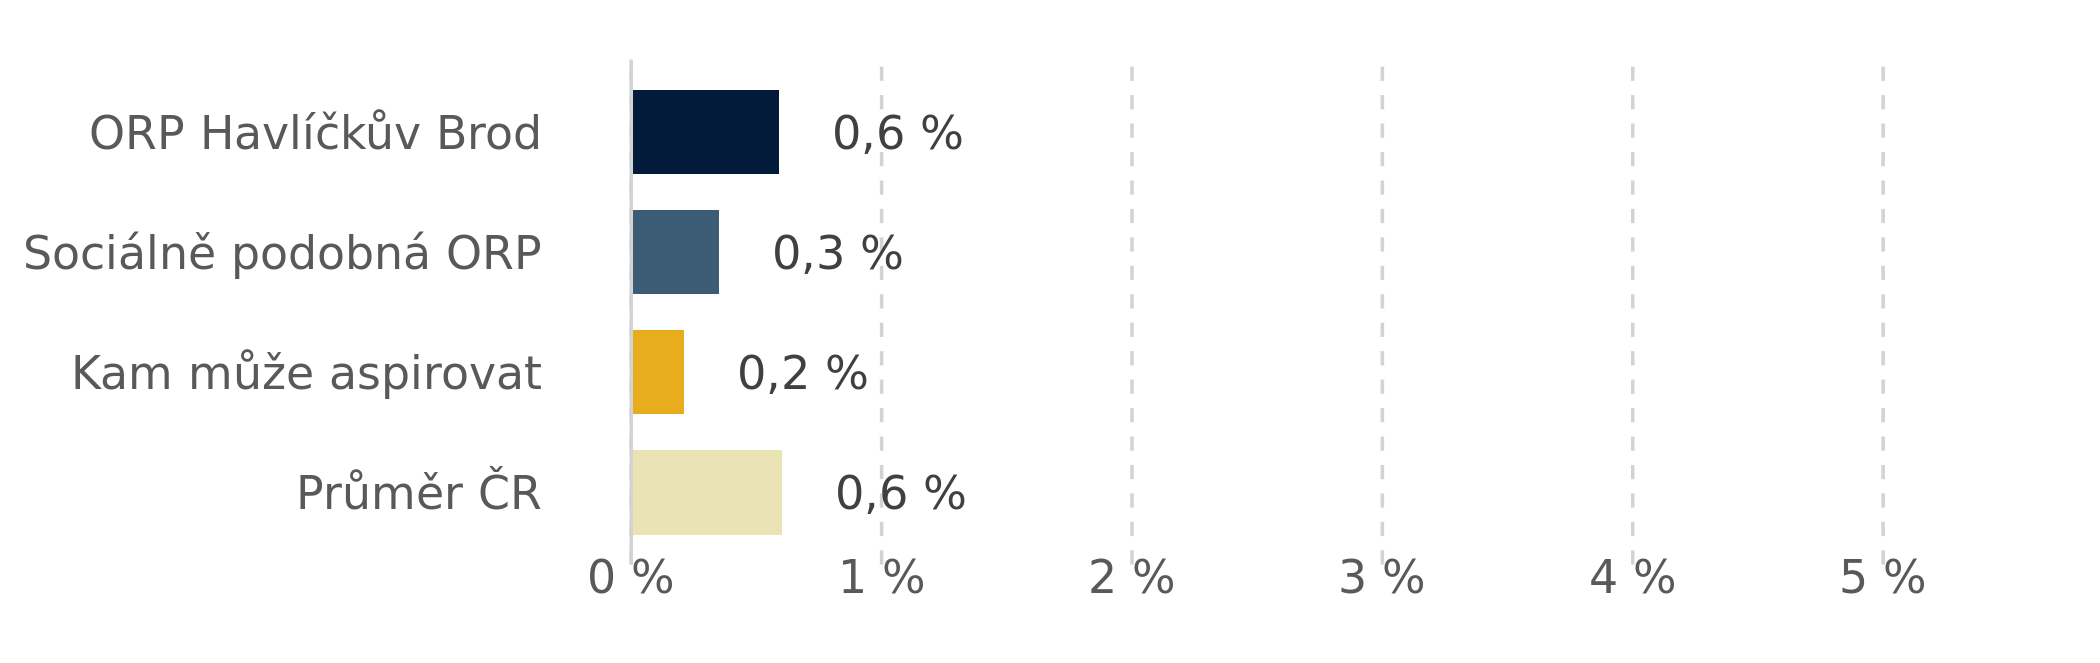 ORP Havlíčkův Brod 0,6 %
Sociálně podobná ORP 0,3 %
Kam může aspirovat 0,2 %
Průměr ČR 0,6 %
0 % 1 % 2 % 3 % 4 % 5 %